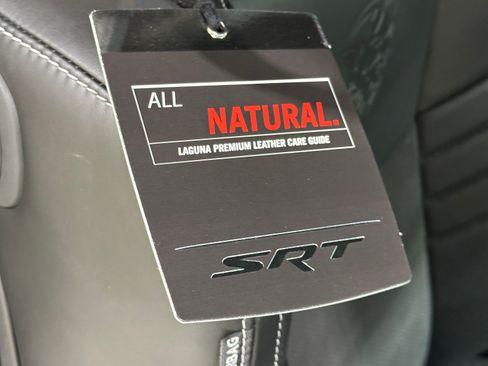 ALL
NATURAL.
LAGUNA PREMIUM LEATHER CARE GUIDE
SRT